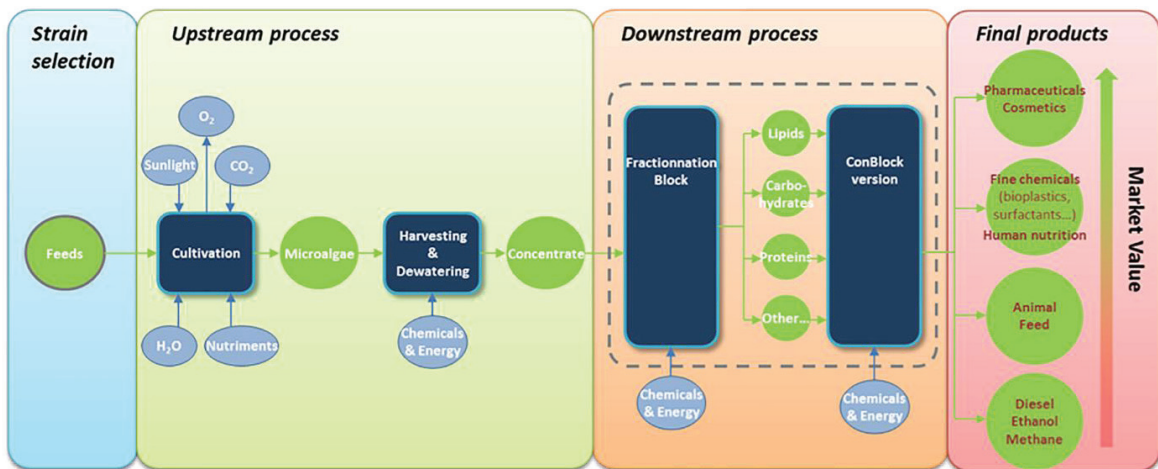 Strain
selection
Upstream process
Downstream process
Final products
O₂
Sunlight
CO₂
Feeds
Cultivation
Microalgae
Harvesting
&
Dewatering
Concentrate
H₂O
Nutriments
Chemicals
& Energy
Fractionnation
Block
Lipids
Carbo-
hydrates
Proteins
Other...
ConBlock
version
Chemicals
& Energy
Chemicals
& Energy
Pharmaceuticals
Cosmetics
Fine chemicals
(bioplastics,
surfactants...)
Human nutrition
Animal
Feed
Diesel
Ethanol
Methane
Market Value